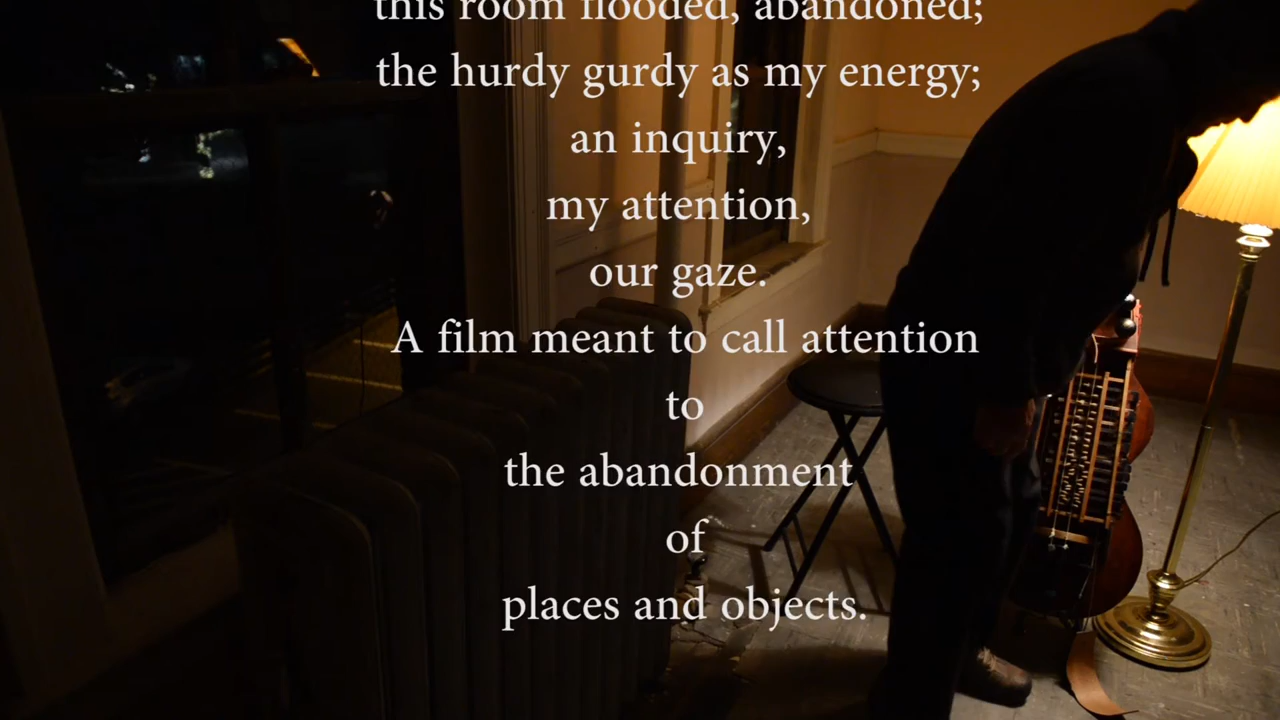 this room flooded, abandoned;
the hurdy gurdy as my energy;
an inquiry,
my attention,
our gaze.
A film meant to call attention
to
the abandonment
of
places and objects.